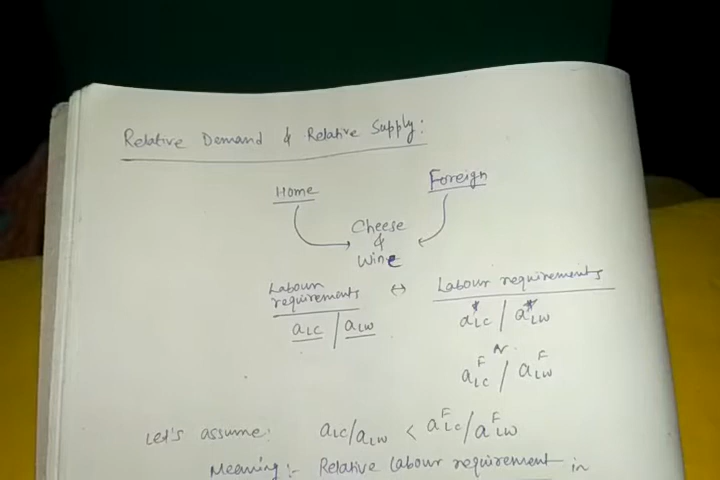 Relative Demand & Relative Supply:
Home
Foreign
Cheese
&
Wine
Labour requirements ↔ Labour requirements
aLC / aLW
a*LC / a*LW
or
aFLC / aFLW
Let's assume: aLC/aLW < aFLC/aFLW
Meaning:- Relative labour requirement in